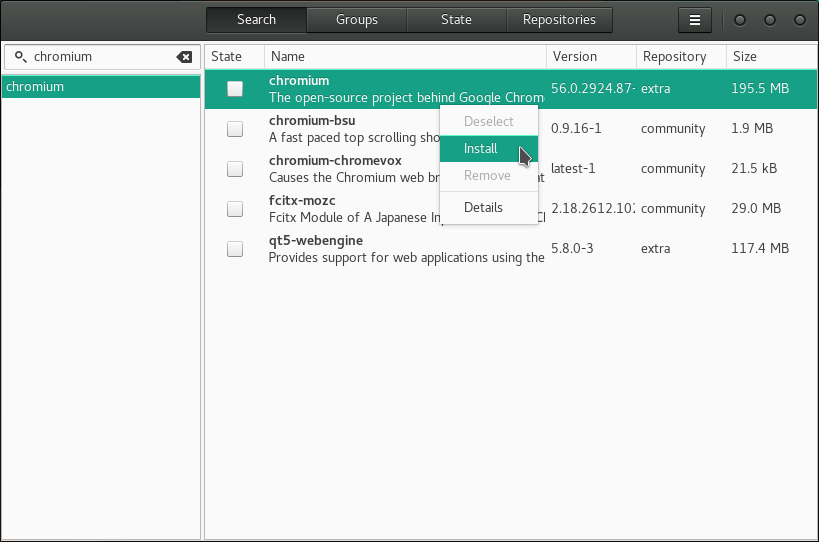 Search Groups State Repositories
chromium
State Name Version Repository Size
chromium
chromium
The open-source project behind Google Chrom
56.0.2924.87- extra 195.5 MB
Deselect
Install
Remove
Details
chromium-bsu
A fast paced top scrolling sho
0.9.16-1 community 1.9 MB
chromium-chromevox
Causes the Chromium web br
latest-1 community 21.5 kB
fcitx-mozc
Fcitx Module of A Japanese
2.18.2612.102 community 29.0 MB
qt5-webengine
Provides support for web applications using the
5.8.0-3 extra 117.4 MB